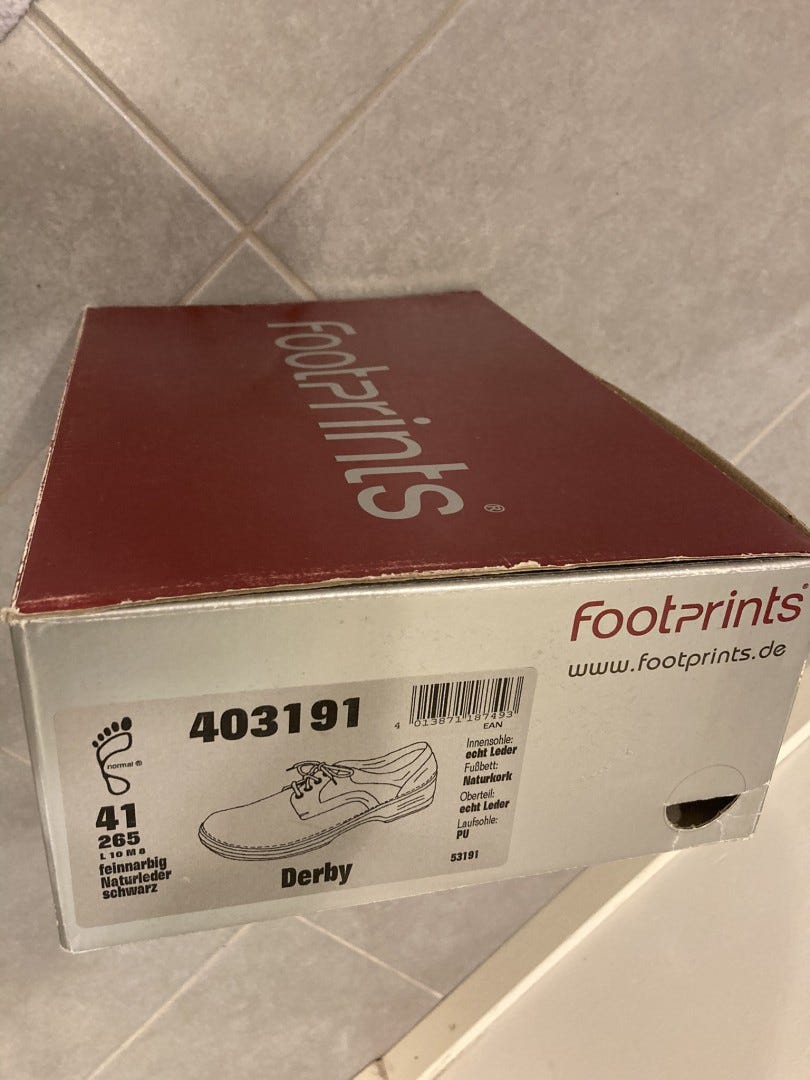 footprints®
footprints®
www.footprints.de
403191
4 013871 187493
EAN
normal ®
41
265
L 10 M 8
feinnarbig
Naturleder
schwarz
Derby
Innensohle:
echt Leder
Fußbett:
Naturkork
Oberteil:
echt Leder
Laufsohle:
PU
53191